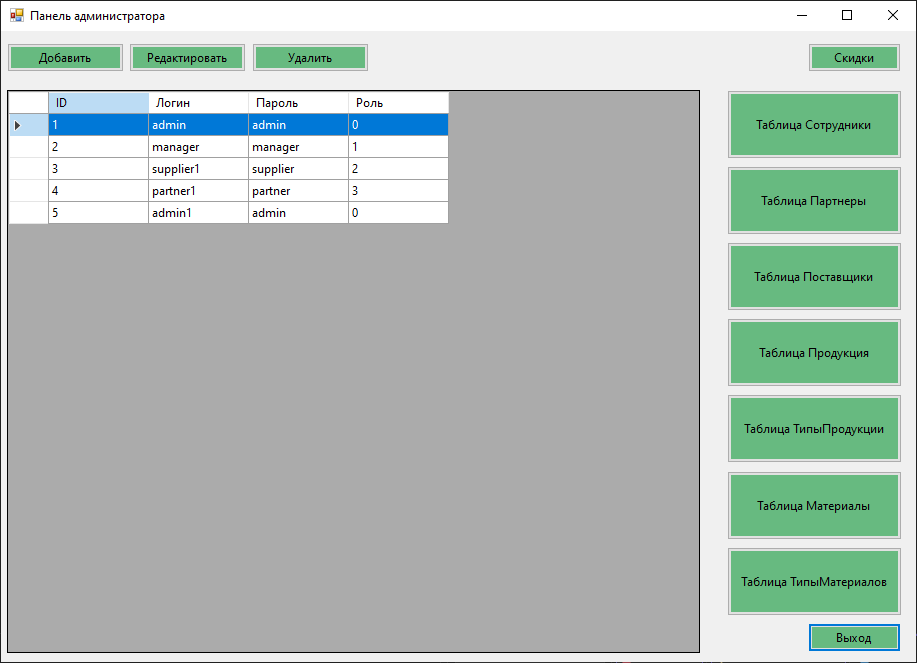 Панель администратора
Добавить Редактировать Удалить Скидки
ID Логин Пароль Роль
1 admin admin 0
2 manager manager 1
3 supplier1 supplier 2
4 partner1 partner 3
5 admin1 admin 0
Таблица Сотрудники
Таблица Партнеры
Таблица Поставщики
Таблица Продукция
Таблица ТипыПродукции
Таблица Материалы
Таблица ТипыМатериалов
Выход